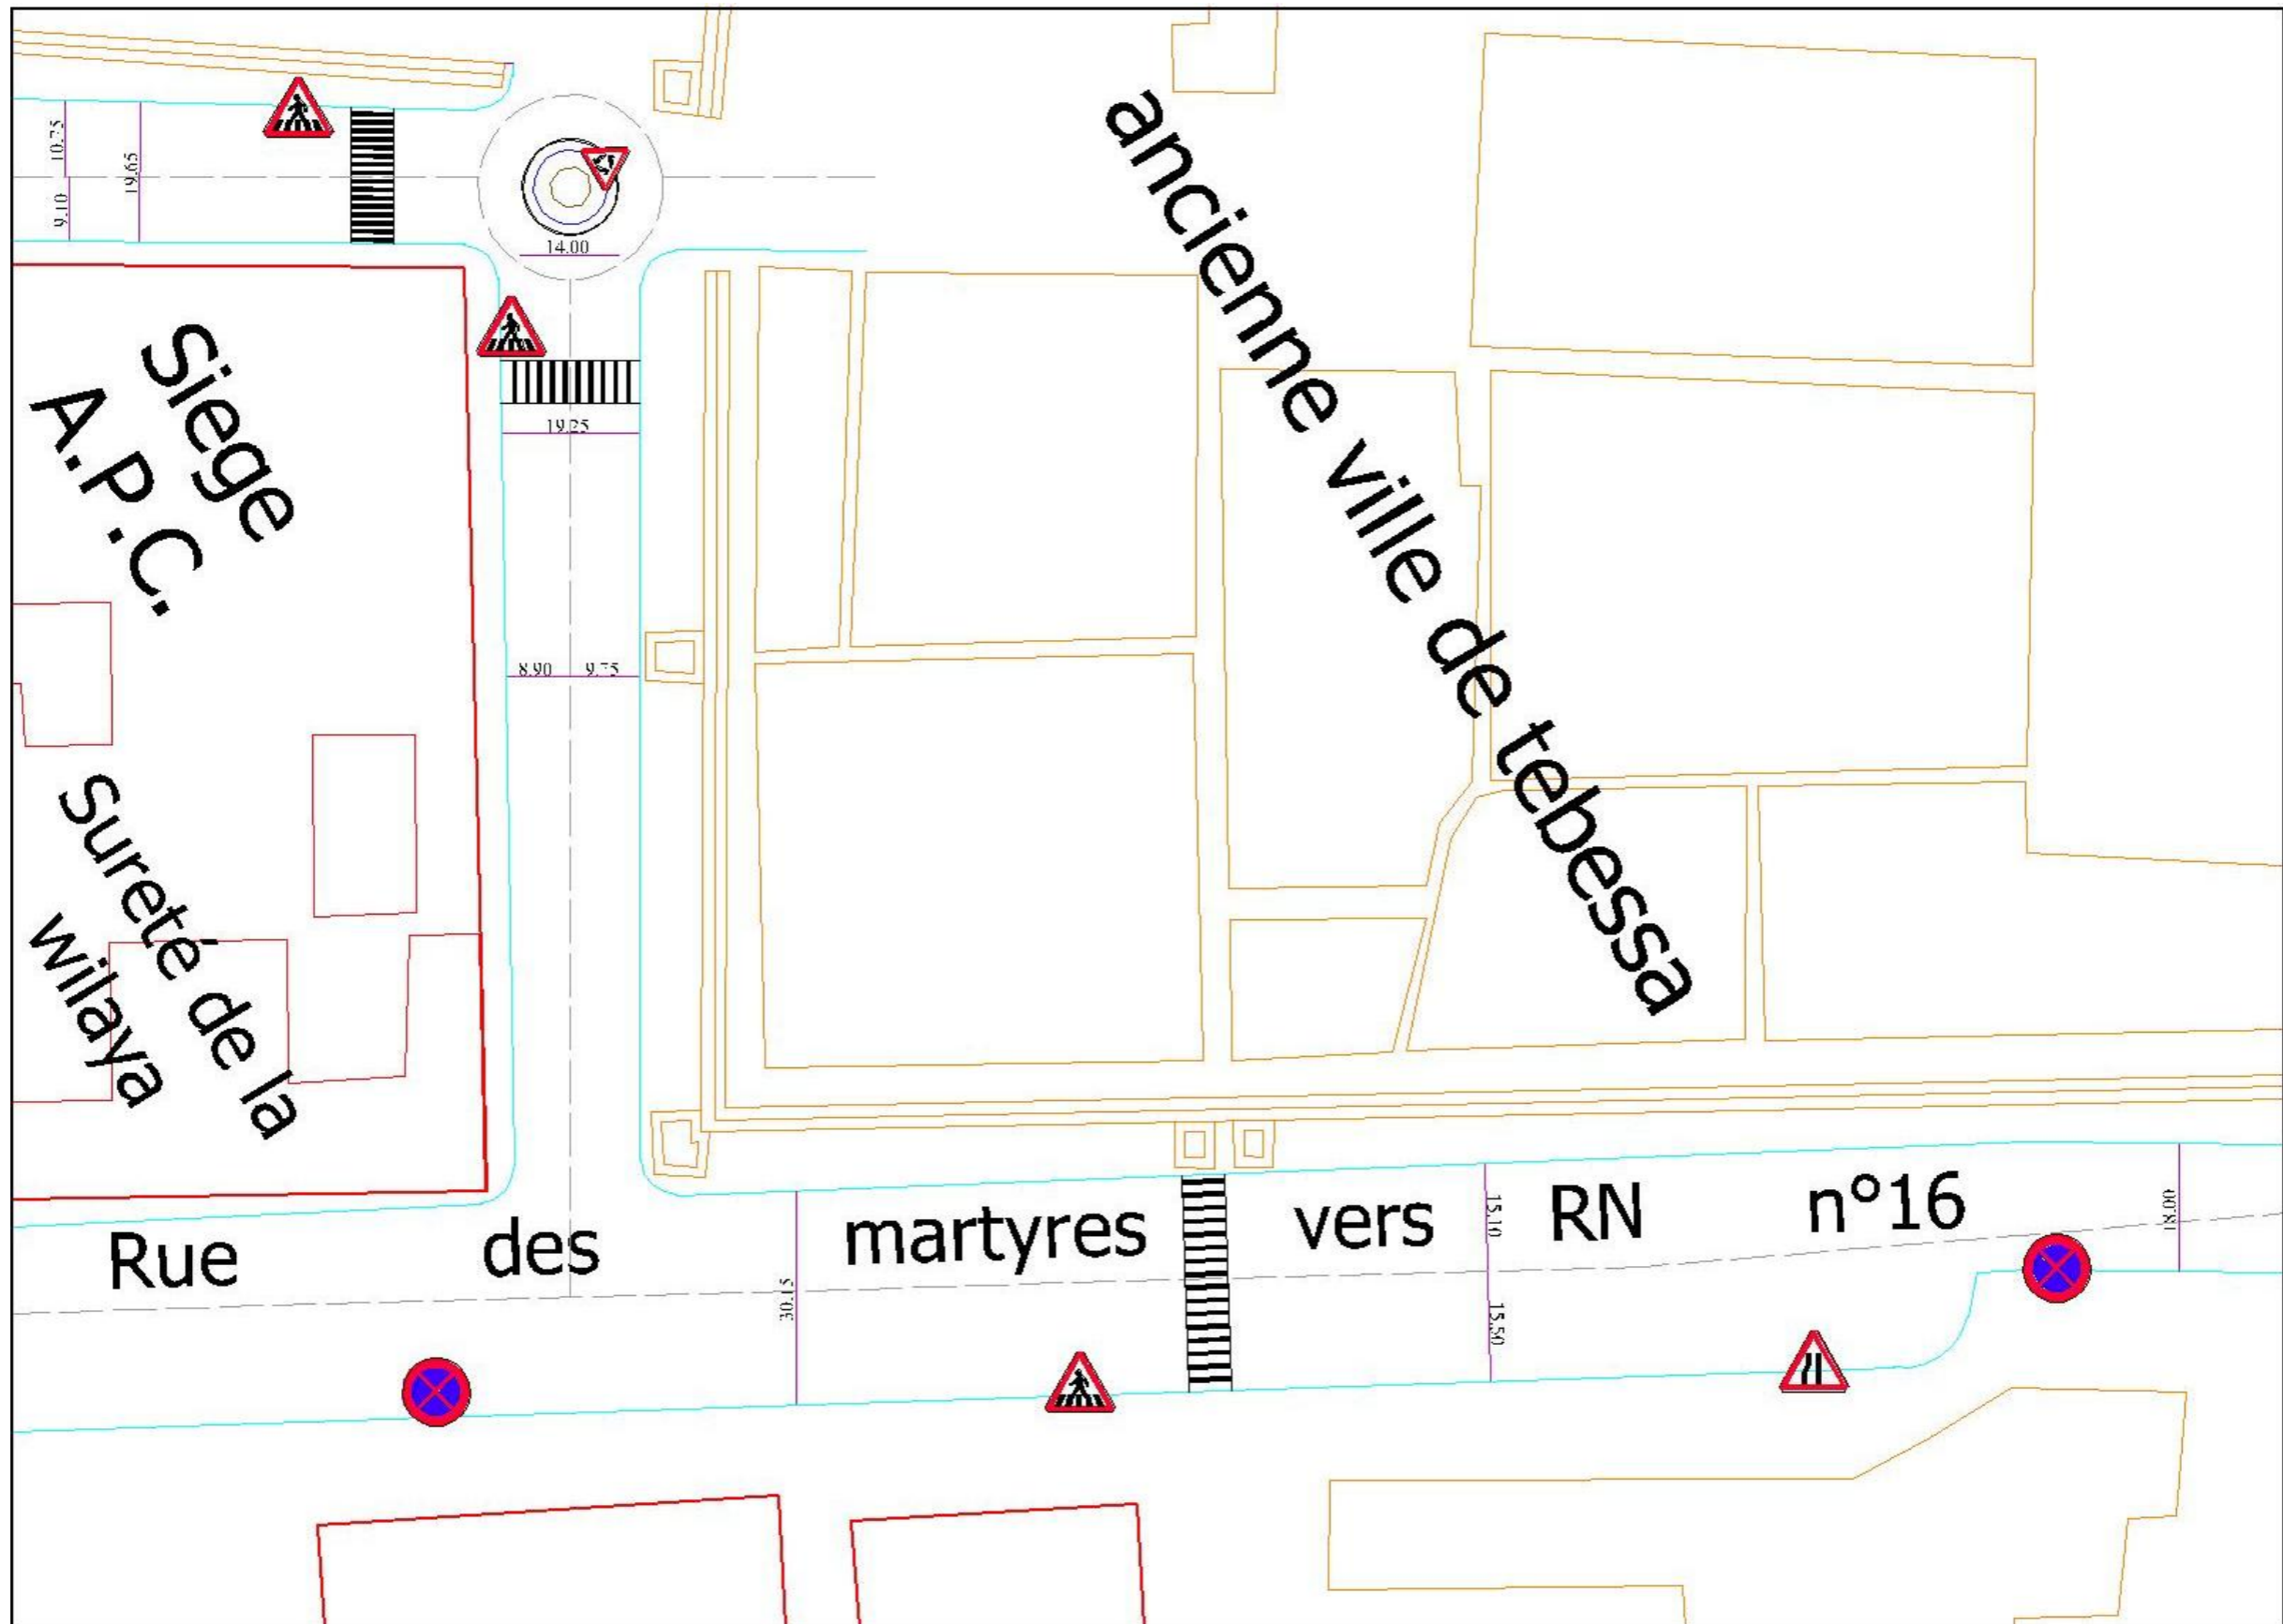 10.75
9.10
19.65
14.00
19.25
8.90
9.75
Siege
A.P.C.
Sureté de la
wilaya
ancienne ville de tebessa
Rue des martyres vers RN n°16
30.15
15.10
15.50
18.00